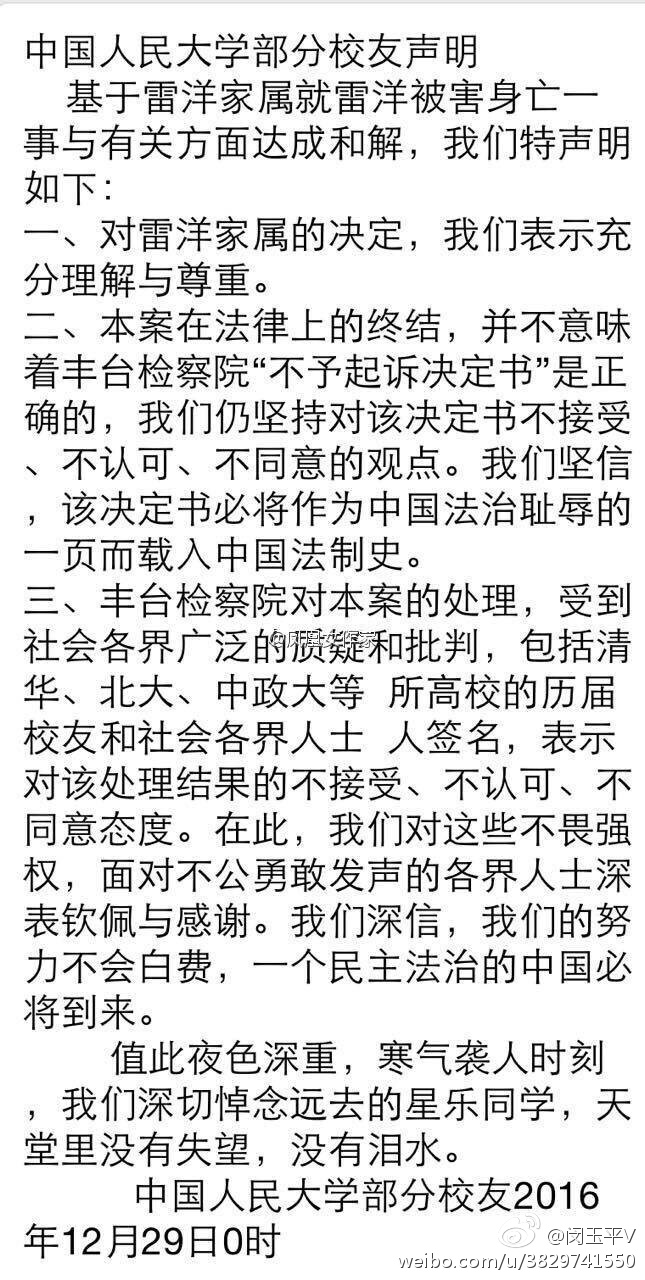 中国人民大学部分校友声明
基于雷洋家属就雷洋被害身亡一
事与有关方面达成和解，我们特声明
如下：
一、对雷洋家属的决定，我们表示充
分理解与尊重。
二、本案在法律上的终结，并不意味
着丰台检察院“不予起诉决定书”是正
确的，我们仍坚持对该决定书不接受
、不认可、不同意的观点。我们坚信
，该决定书必将作为中国法治耻辱的
一页而载入中国法制史。
三、丰台检察院对本案的处理，受到
社会各界广泛的质疑和批判，包括清
@凤凰女作家
华、北大、中政大等 所高校的历届
校友和社会各界人士 人签名，表示
对该处理结果的不接受、不认可、不
同意态度。在此，我们对这些不畏强
权，面对不公勇敢发声的各界人士深
表钦佩与感谢。我们深信，我们的努
力不会白费，一个民主法治的中国必
将到来。
值此夜色深重，寒气袭人时刻
，我们深切悼念远去的星乐同学，天
堂里没有失望，没有泪水。
中国人民大学部分校友2016
年12月29日0时
@闵玉平V
weibo.com/u/3829741550